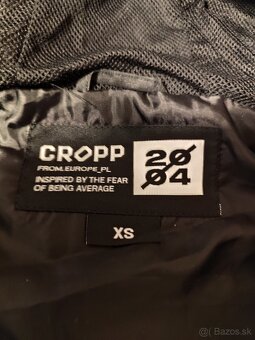 CROPP
FROM.EUROPE_PL
INSPIRED BY THE FEAR
OF BEING AVERAGE
20
04
XS
Bazos.sk